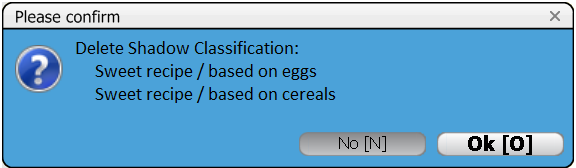 Please confirm
Delete Shadow Classification:
Sweet recipe / based on eggs
Sweet recipe / based on cereals
No [N]
Ok [O]